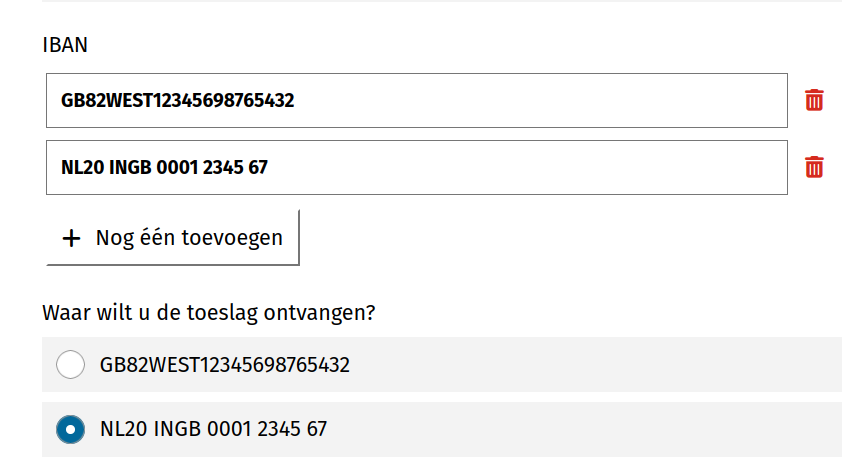 IBAN
GB82WEST12345698765432
NL20 INGB 0001 2345 67
+ Nog één toevoegen
Waar wilt u de toeslag ontvangen?
GB82WEST12345698765432
NL20 INGB 0001 2345 67